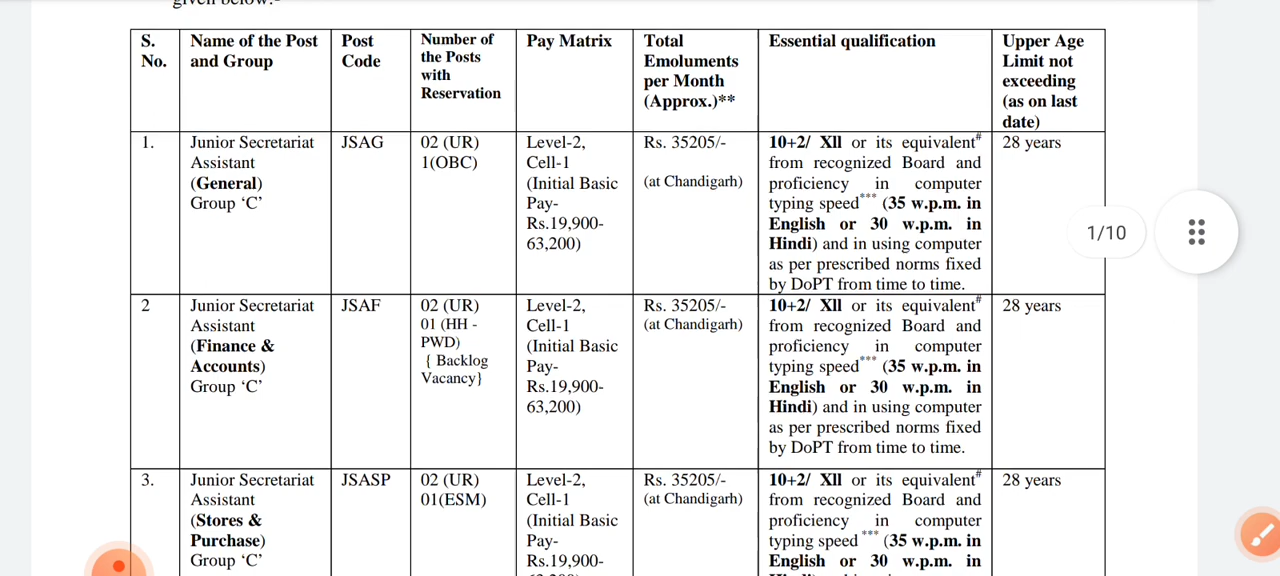 given below:-
S. No.
Name of the Post and Group
Post Code
Number of the Posts with Reservation
Pay Matrix
Total Emoluments per Month (Approx.)**
Essential qualification
Upper Age Limit not exceeding (as on last date)
1.
Junior Secretariat
Assistant
(General)
Group ‘C’
JSAG
02 (UR)
1(OBC)
Level-2,
Cell-1
(Initial Basic
Pay-
Rs.19,900-
63,200)
Rs. 35205/-
(at Chandigarh)
10+2/ XII or its equivalent#
from recognized Board and
proficiency in computer
typing speed*** (35 w.p.m. in
English or 30 w.p.m. in
Hindi) and in using computer
as per prescribed norms fixed
by DoPT from time to time.
28 years
2
Junior Secretariat
Assistant
(Finance &
Accounts)
Group ‘C’
JSAF
02 (UR)
01 (HH -
PWD)
{ Backlog
Vacancy}
Level-2,
Cell-1
(Initial Basic
Pay-
Rs.19,900-
63,200)
Rs. 35205/-
(at Chandigarh)
10+2/ XII or its equivalent#
from recognized Board and
proficiency in computer
typing speed*** (35 w.p.m. in
English or 30 w.p.m. in
Hindi) and in using computer
as per prescribed norms fixed
by DoPT from time to time.
28 years
3.
Junior Secretariat
Assistant
(Stores &
Purchase)
Group ‘C’
JSASP
02 (UR)
01(ESM)
Level-2,
Cell-1
(Initial Basic
Pay-
Rs.19,900-
Rs. 35205/-
(at Chandigarh)
10+2/ XII or its equivalent#
from recognized Board and
proficiency in computer
typing speed *** (35 w.p.m. in
English or 30 w.p.m. in
28 years
1/10